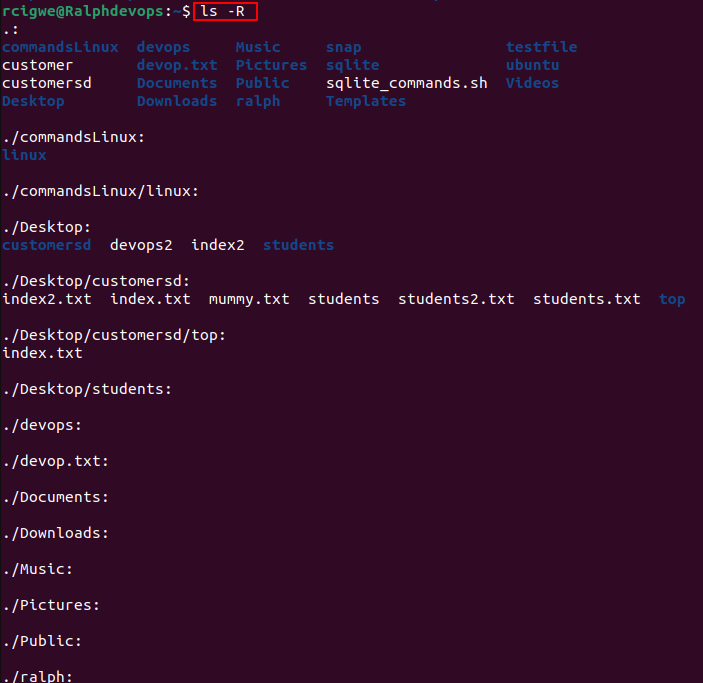 rcigwe@Ralphdevops:~$ ls -R
.:
commandsLinux  devops     Music     snap                testfile
customer       devop.txt  Pictures  sqlite              ubuntu
customersd     Documents  Public    sqlite_commands.sh  Videos
Desktop        Downloads  ralph     Templates
./commandsLinux:
linux
./commandsLinux/linux:
./Desktop:
customersd  devops2  index2  students
./Desktop/customersd:
index2.txt  index.txt  mummy.txt  students  students2.txt  students.txt  top
./Desktop/customersd/top:
index.txt
./Desktop/students:
./devops:
./devop.txt:
./Documents:
./Downloads:
./Music:
./Pictures:
./Public:
./ralph: